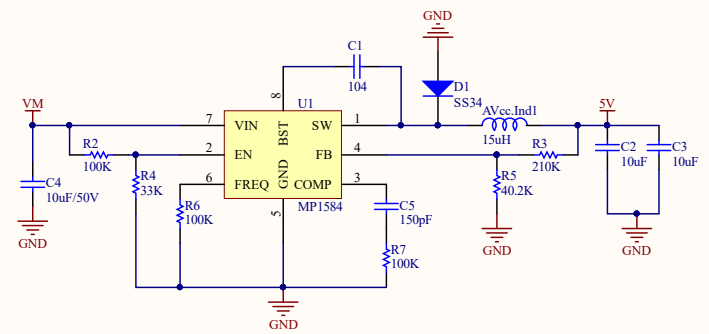 GND
C1
104
D1
SS34
VM
U1
AVcc.Ind1
15uH
5V
8
7
VIN
BST
SW
1
R2
100K
2
EN
FB
4
R3
210K
C2
10uF
C3
10uF
C4
10uF/50V
R4
33K
6
FREQ
GND
COMP
3
R5
40.2K
R6
100K
5
MP1584
C5
150pF
GND
GND
GND
R7
100K
GND